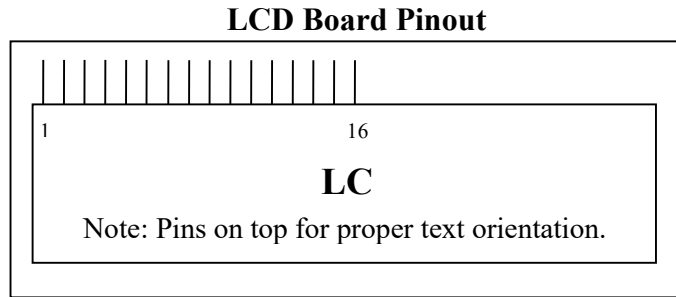 LCD Board Pinout
1 16
LC
Note: Pins on top for proper text orientation.